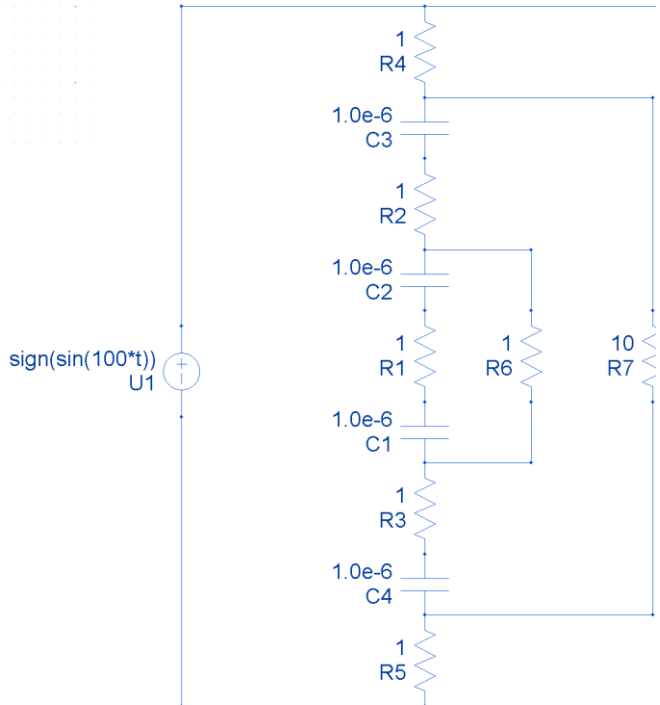 1
R4
1.0e-6
C3
1
R2
1.0e-6
C2
sign(sin(100*t))
U1
+
1
R1
1
R6
10
R7
1.0e-6
C1
1
R3
1.0e-6
C4
1
R5